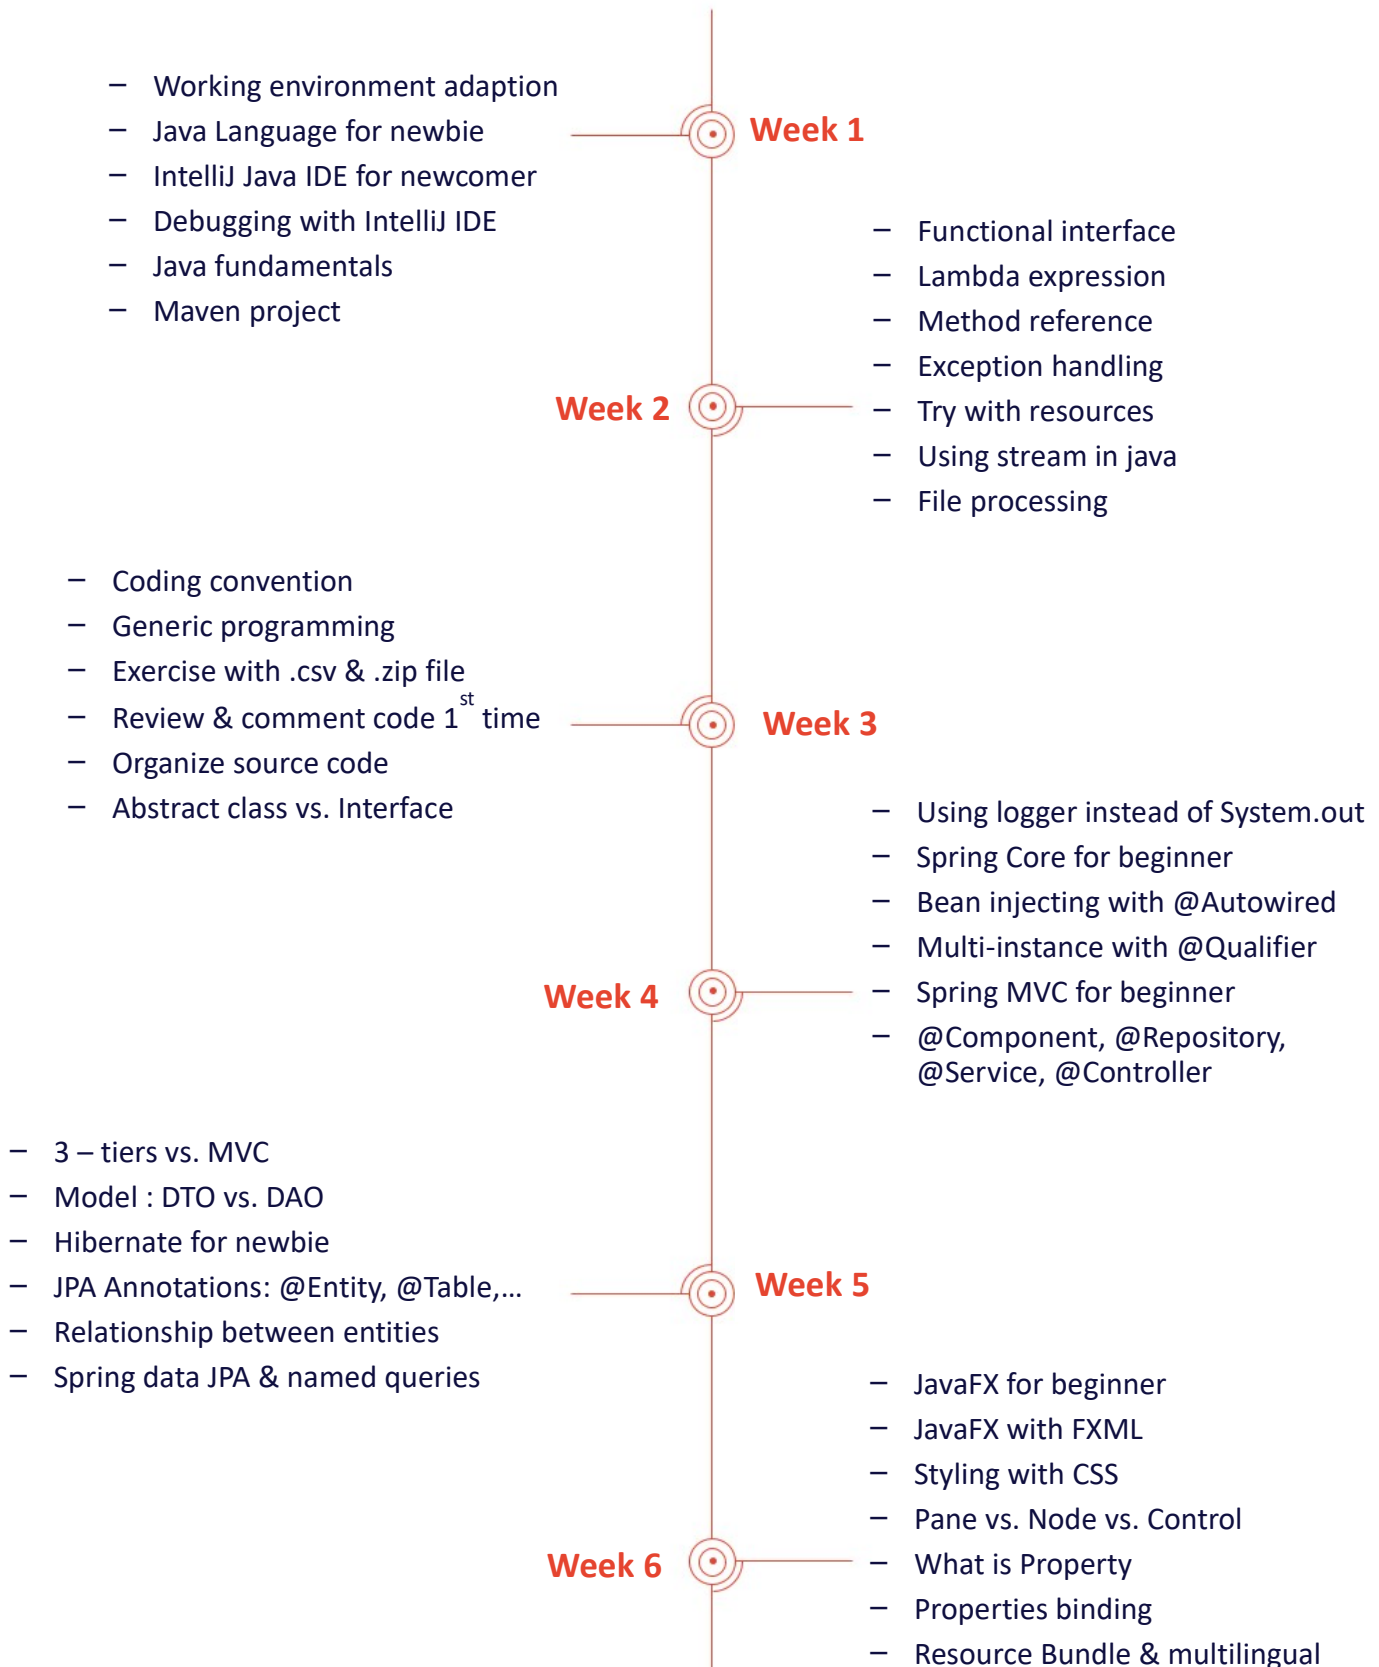 – Working environment adaption
– Java Language for newbie
– IntelliJ Java IDE for newcomer
– Debugging with IntelliJ IDE
– Java fundamentals
– Maven project
Week 1
– Functional interface
– Lambda expression
– Method reference
– Exception handling
– Try with resources
– Using stream in java
– File processing
Week 2
– Coding convention
– Generic programming
– Exercise with .csv & .zip file
– Review & comment code 1st time
– Organize source code
– Abstract class vs. Interface
Week 3
– Using logger instead of System.out
– Spring Core for beginner
– Bean injecting with @Autowired
– Multi-instance with @Qualifier
– Spring MVC for beginner
– @Component, @Repository,
@Service, @Controller
Week 4
– 3 – tiers vs. MVC
– Model : DTO vs. DAO
– Hibernate for newbie
– JPA Annotations: @Entity, @Table,...
– Relationship between entities
– Spring data JPA & named queries
Week 5
– JavaFX for beginner
– JavaFX with FXML
– Styling with CSS
– Pane vs. Node vs. Control
– What is Property
– Properties binding
– Resource Bundle & multilingual
Week 6